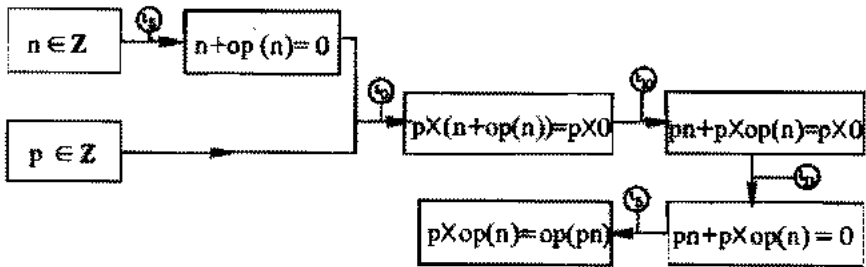 n ∈ Z
n+op (n)= 0
p ∈ Z
pX(n+op(n))=pX0
pn+pXop(n)=pX0
pXop(n)=op(pn)
pn+pXop(n) = 0